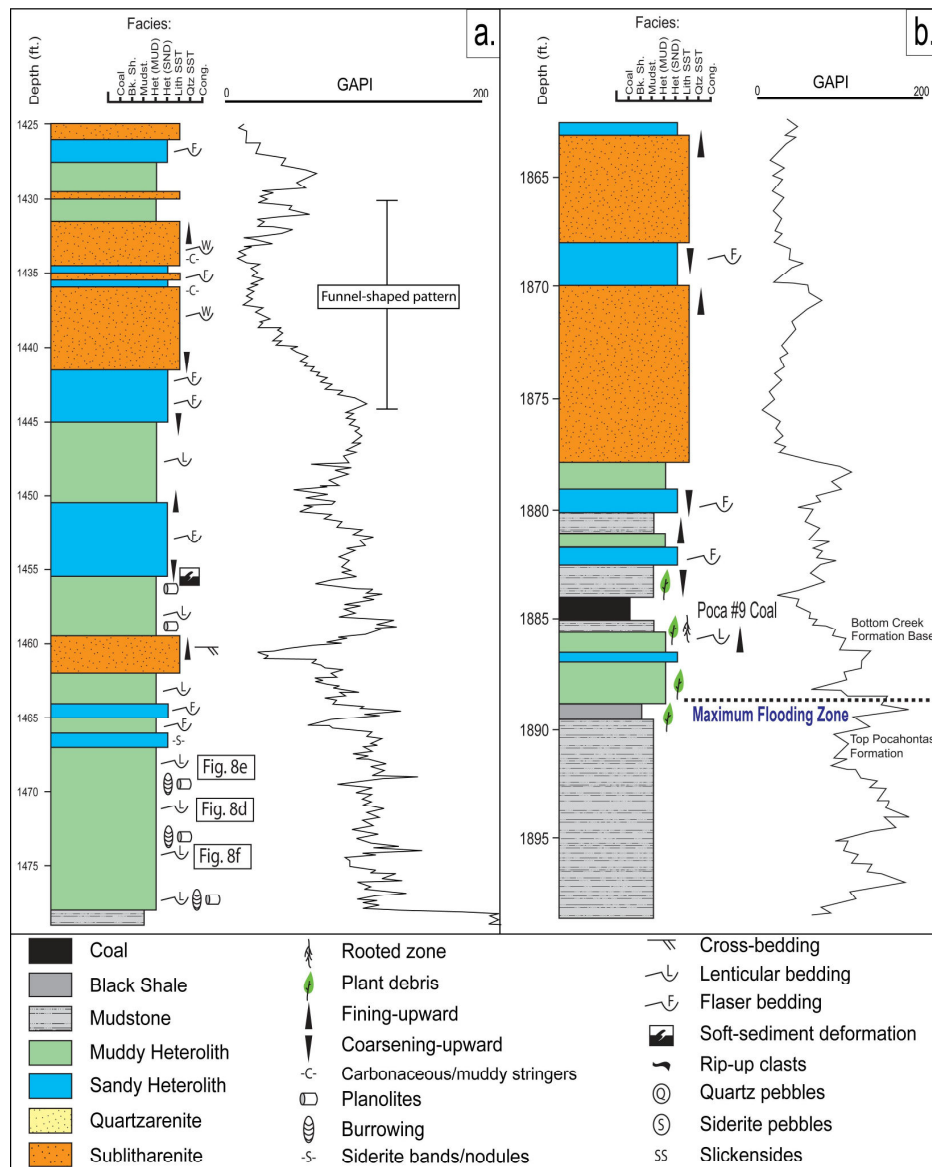 Facies:
a.
Depth (ft.)
Coal
Bk. Sh.
Mudst.
Het (MUD)
Het (SND)
Lith SST
Qtz SST
Cong.
GAPI
0
200
1425
1430
1435
1440
1445
1450
1455
1460
1465
1470
1475
F
W
-C-
F
-C-
W
F
F
L
F
L
L
F
F
-S-
L
L
L
L
Funnel-shaped pattern
Fig. 8e
Fig. 8d
Fig. 8f
Facies:
b.
Depth (ft.)
Coal
Bk. Sh.
Mudst.
Het (MUD)
Het (SND)
Lith SST
Qtz SST
Cong.
GAPI
0
200
1865
1870
1875
1880
1885
1890
1895
F
F
F
Poca #9 Coal
L
Bottom Creek
Formation Base
Maximum Flooding Zone
Top Pocahontas
Formation
Coal
Black Shale
Mudstone
Muddy Heterolith
Sandy Heterolith
Quartzarenite
Sublitharenite
Rooted zone
Plant debris
Fining-upward
Coarsening-upward
-C- Carbonaceous/muddy stringers
Planolites
Burrowing
-S- Siderite bands/nodules
Cross-bedding
L Lenticular bedding
F Flaser bedding
Soft-sediment deformation
Rip-up clasts
Q Quartz pebbles
S Siderite pebbles
SS Slickensides